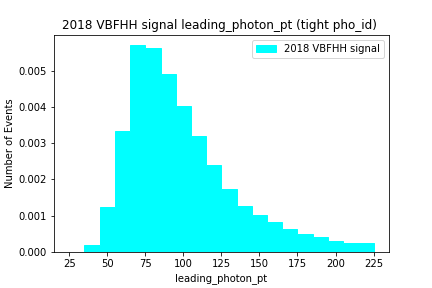 2018 VBFHH signal leading_photon_pt (tight pho_id)
2018 VBFHH signal
Number of Events
0.005
0.004
0.003
0.002
0.001
0.000
25 50 75 100 125 150 175 200 225
leading_photon_pt